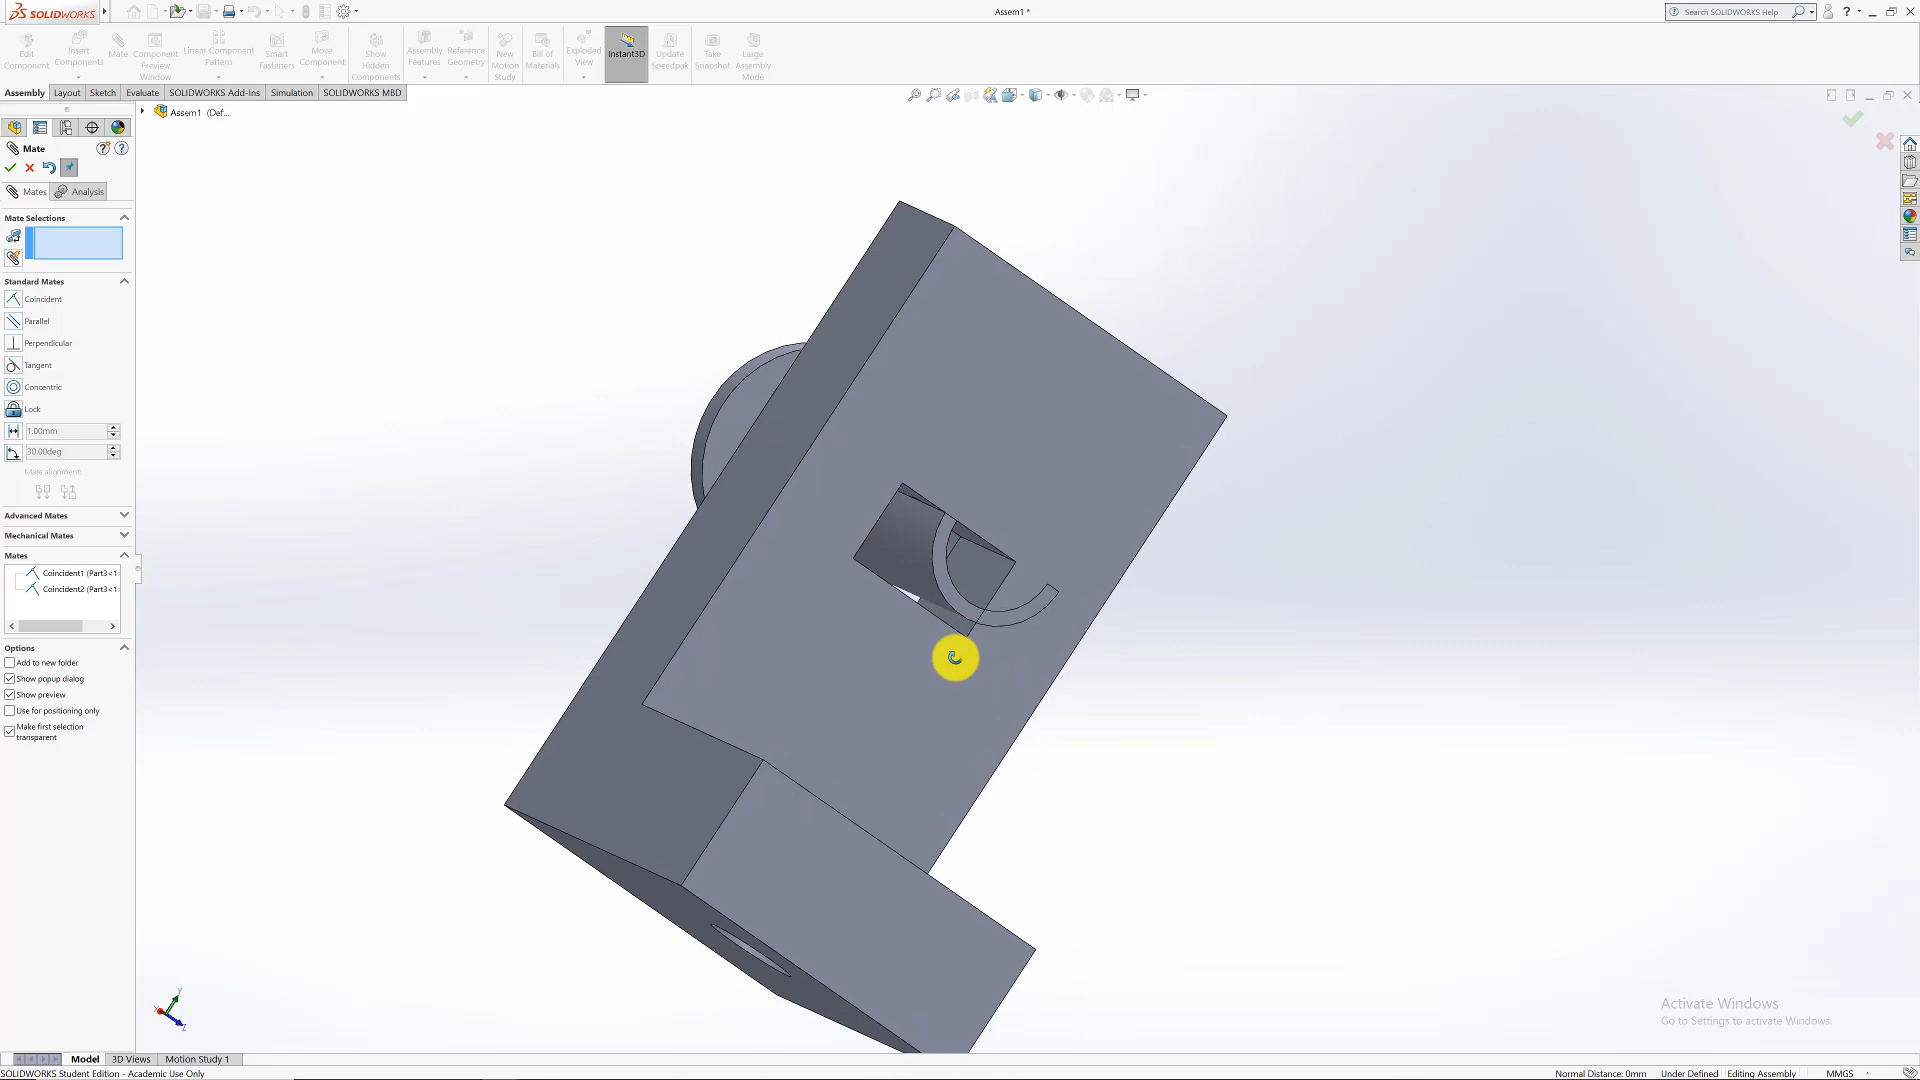 SOLIDWORKS
Assem1 *
Search SOLIDWORKS Help
Edit Component
Insert Components
Mate
Component Preview Window
Linear Component Pattern
Smart Fasteners
Move Component
Show Hidden Components
Assembly Features
Reference Geometry
New Motion Study
Bill of Materials
Exploded View
Instant3D
Update Speedpak
Take Snapshot
Large Assembly Mode
Assembly Layout Sketch Evaluate SOLIDWORKS Add-Ins Simulation SOLIDWORKS MBD
Assem1 (Def...
Mate
Mates Analysis
Mate Selections
Standard Mates
Coincident
Parallel
Perpendicular
Tangent
Concentric
Lock
1.00mm
30.00deg
Mate alignment:
Advanced Mates
Mechanical Mates
Mates
Coincident1 (Part3<1>
Coincident2 (Part3<1>
Options
Add to new folder
Show popup dialog
Show preview
Use for positioning only
Make first selection
transparent
Y
Z
Activate Windows
Go to Settings to activate Windows.
Model 3D Views Motion Study 1
SOLIDWORKS Student Edition - Academic Use Only
Normal Distance: 0mm Under Defined Editing Assembly MMGS